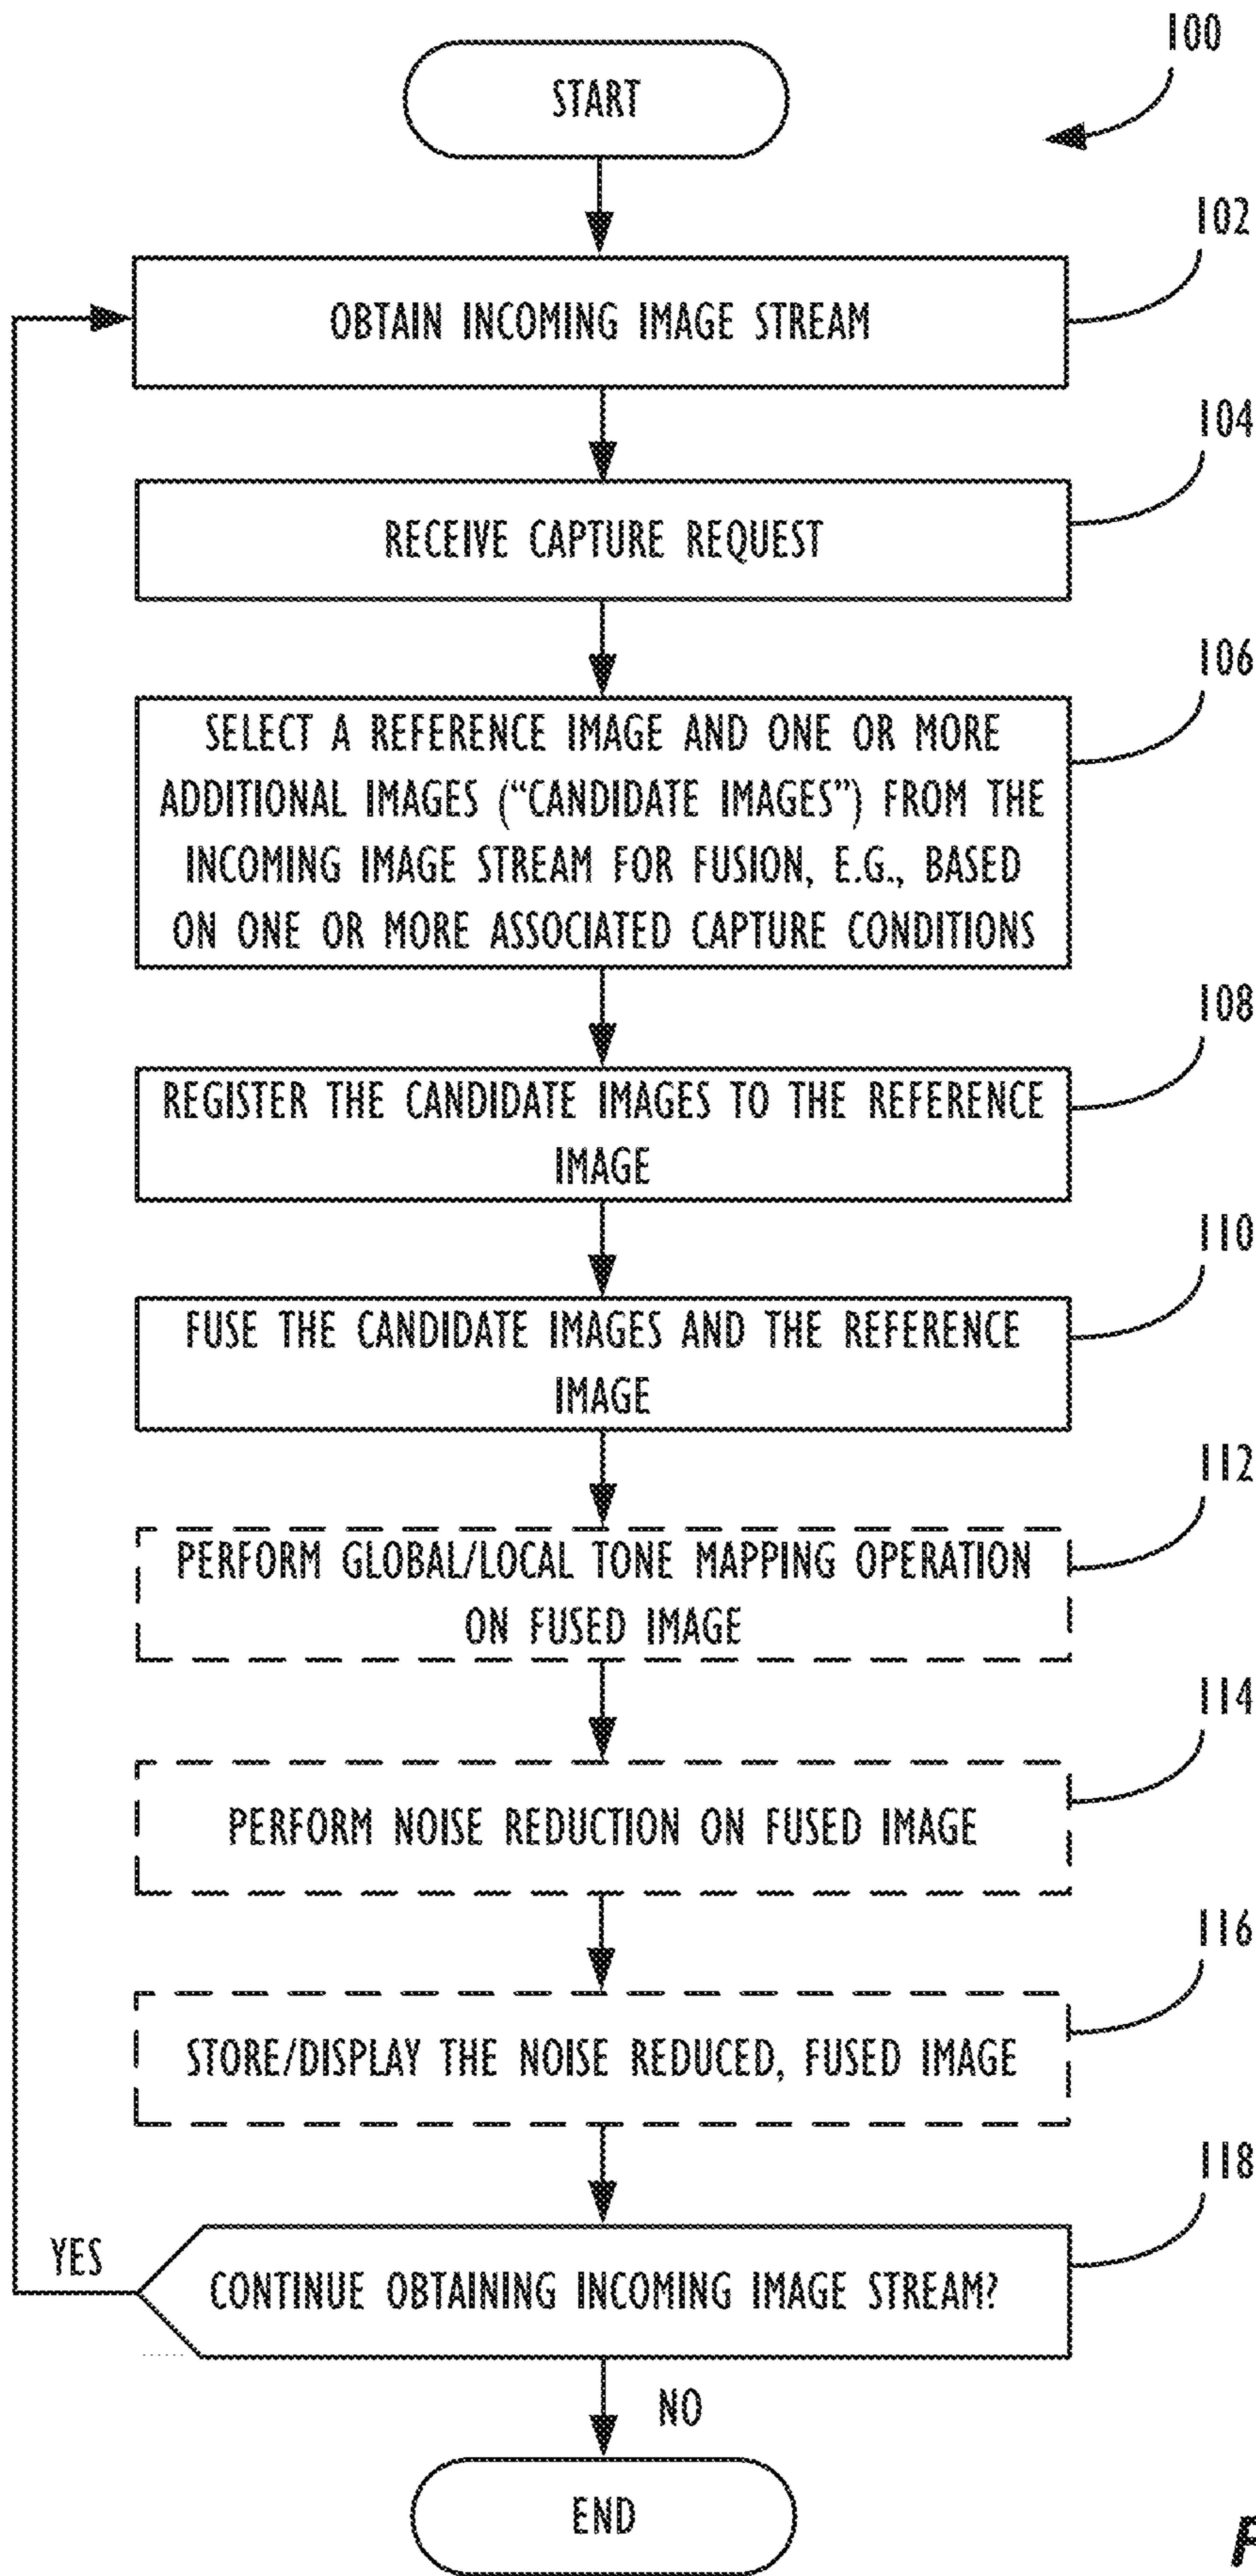 100
START
102
OBTAIN INCOMING IMAGE STREAM
104
RECEIVE CAPTURE REQUEST
106
SELECT A REFERENCE IMAGE AND ONE OR MORE
ADDITIONAL IMAGES (“CANDIDATE IMAGES”) FROM THE
INCOMING IMAGE STREAM FOR FUSION, E.G., BASED
ON ONE OR MORE ASSOCIATED CAPTURE CONDITIONS
108
REGISTER THE CANDIDATE IMAGES TO THE REFERENCE
IMAGE
110
FUSE THE CANDIDATE IMAGES AND THE REFERENCE
IMAGE
112
PERFORM GLOBAL/LOCAL TONE MAPPING OPERATION
ON FUSED IMAGE
114
PERFORM NOISE REDUCTION ON FUSED IMAGE
116
STORE/DISPLAY THE NOISE REDUCED, FUSED IMAGE
118
YES
CONTINUE OBTAINING INCOMING IMAGE STREAM?
NO
END